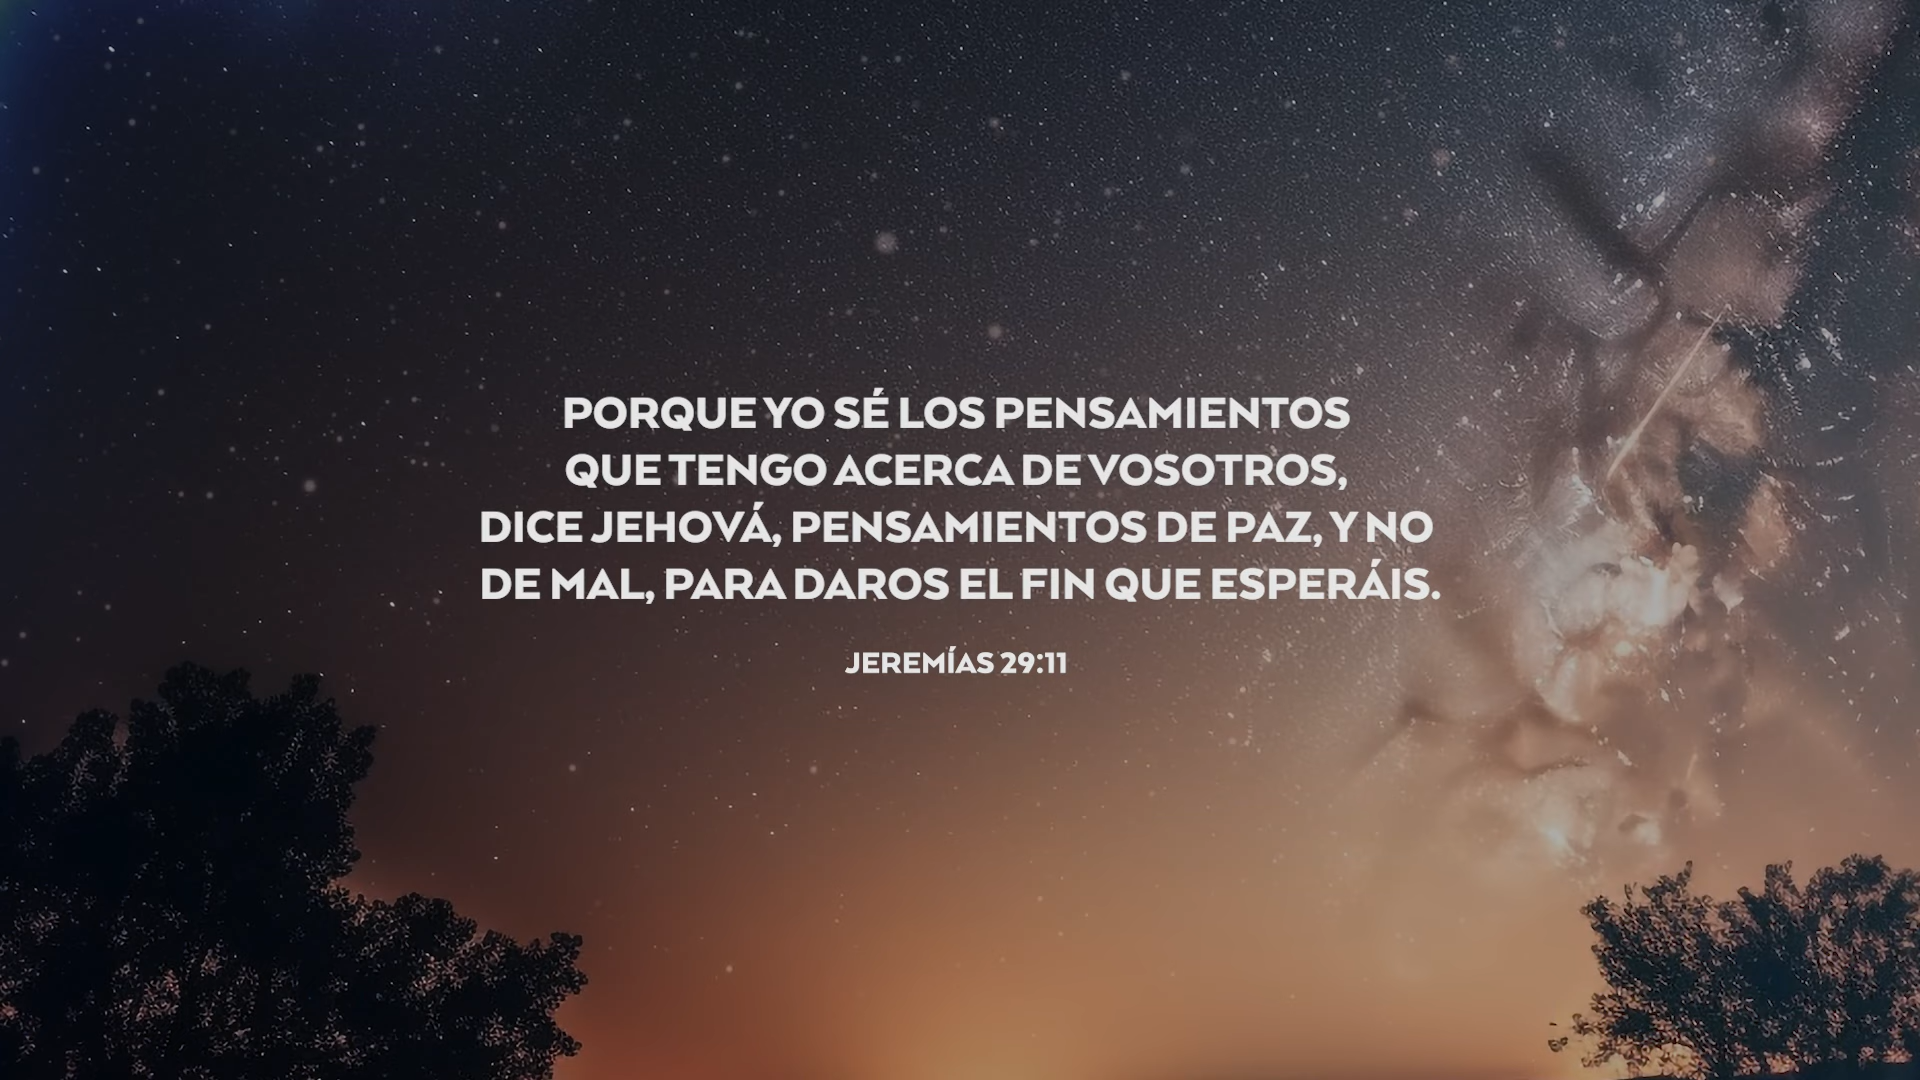 PORQUE YO SÉ LOS PENSAMIENTOS
QUE TENGO ACERCA DE VOSOTROS,
DICE JEHOVÁ, PENSAMIENTOS DE PAZ, Y NO
DE MAL, PARA DAROS EL FIN QUE ESPERÁIS.
JEREMÍAS 29:11